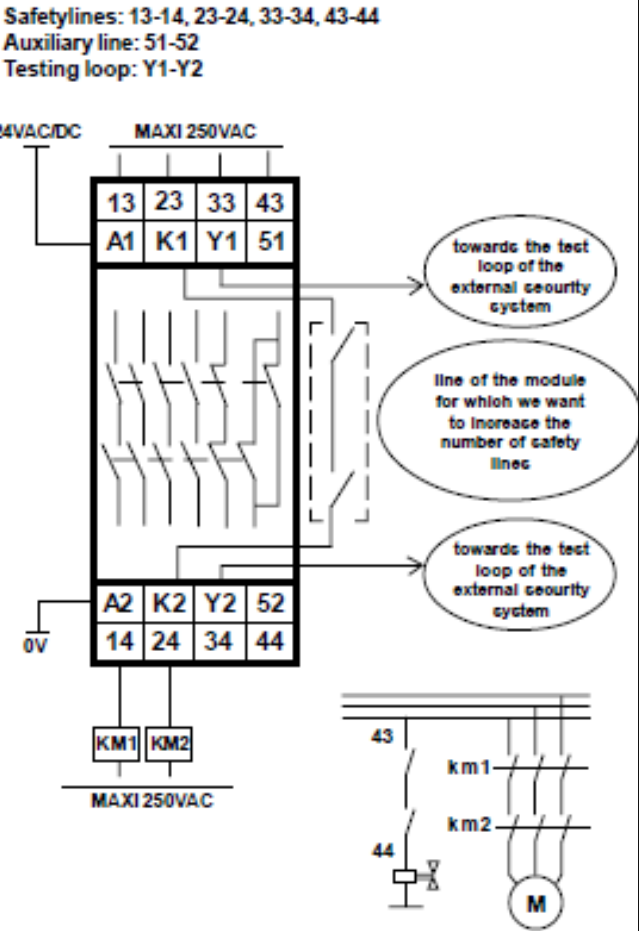 Safetylines: 13-14, 23-24, 33-34, 43-44
Auxiliary line: 51-52
Testing loop: Y1-Y2
24VAC/DC
MAXI 250VAC
13 23 33 43
A1 K1 Y1 51
towards the test
loop of the
external seourity
system
line of the module
for which we want
to increase the
number of safety
lines
towards the test
loop of the
external seourity
system
A2 K2 Y2 52
14 24 34 44
0V
KM1 KM2
MAXI 250VAC
43
km1
km2
44
M